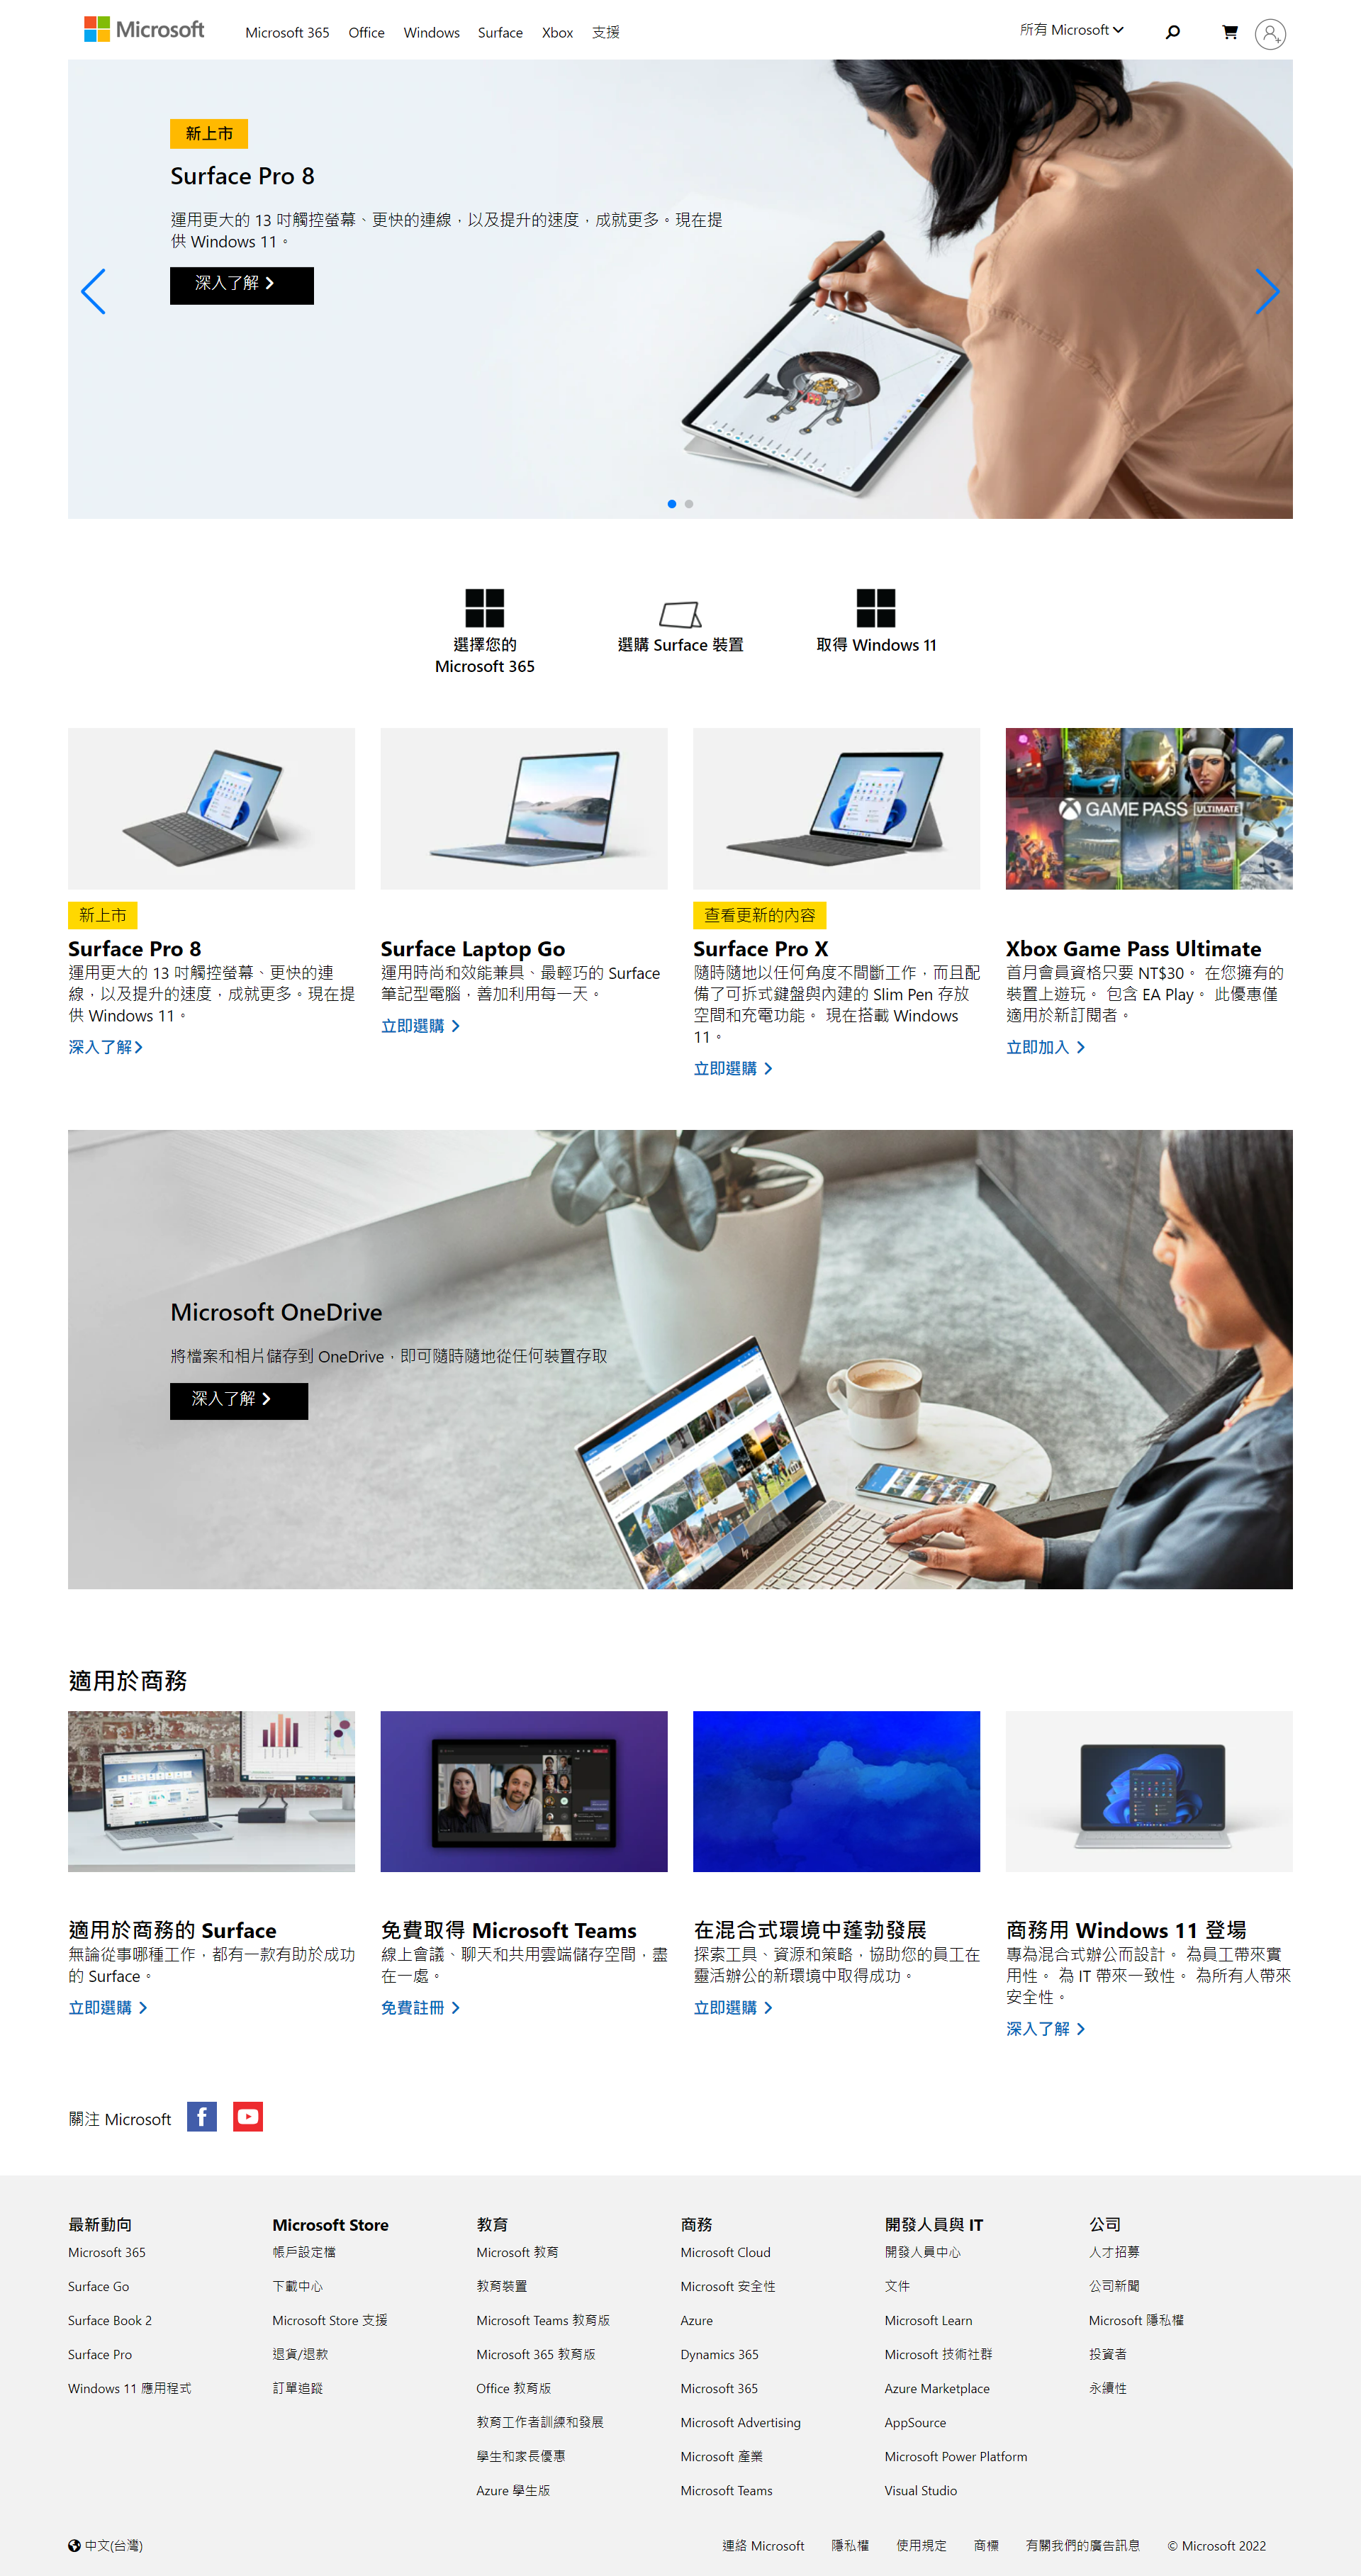 Microsoft
Microsoft 365 Office Windows Surface Xbox 支援
所有 Microsoft
新上市
Surface Pro 8
運用更大的 13 吋觸控螢幕、更快的連線，以及提升的速度，成就更多。現在提
供 Windows 11。
深入了解
選擇您的
Microsoft 365
選購 Surface 裝置
取得 Windows 11
GAME PASS ULTIMATE
新上市
Surface Pro 8
運用更大的 13 吋觸控螢幕、更快的連
線，以及提升的速度，成就更多。現在提
供 Windows 11。
深入了解
Surface Laptop Go
運用時尚和效能兼具、最輕巧的 Surface
筆記型電腦，善加利用每一天。
立即選購
查看更新的內容
Surface Pro X
隨時隨地以任何角度不間斷工作，而且配
備了可拆式鍵盤與內建的 Slim Pen 存放
空間和充電功能。 現在搭載 Windows
11。
立即選購
Xbox Game Pass Ultimate
首月會員資格只要 NT$30。 在您擁有的
裝置上遊玩。 包含 EA Play。 此優惠僅
適用於新訂閱者。
立即加入
Microsoft OneDrive
將檔案和相片儲存到 OneDrive，即可隨時隨地從任何裝置存取
深入了解
適用於商務
適用於商務的 Surface
無論從事哪種工作，都有一款有助於成功
的 Surface。
立即選購
免費取得 Microsoft Teams
線上會議、聊天和共用雲端儲存空間，盡
在一處。
免費註冊
在混合式環境中蓬勃發展
探索工具、資源和策略，協助您的員工在
靈活辦公的新環境中取得成功。
立即選購
商務用 Windows 11 登場
專為混合式辦公而設計。 為員工帶來實
用性。 為 IT 帶來一致性。 為所有人帶來
安全性。
深入了解
關注 Microsoft
最新動向
Microsoft 365
Surface Go
Surface Book 2
Surface Pro
Windows 11 應用程式
Microsoft Store
帳戶設定檔
下載中心
Microsoft Store 支援
退貨/退款
訂單追蹤
教育
Microsoft 教育
教育裝置
Microsoft Teams 教育版
Microsoft 365 教育版
Office 教育版
教育工作者訓練和發展
學生和家長優惠
Azure 學生版
商務
Microsoft Cloud
Microsoft 安全性
Azure
Dynamics 365
Microsoft 365
Microsoft Advertising
Microsoft 產業
Microsoft Teams
開發人員與 IT
開發人員中心
文件
Microsoft Learn
Microsoft 技術社群
Azure Marketplace
AppSource
Microsoft Power Platform
Visual Studio
公司
人才招募
公司新聞
Microsoft 隱私權
投資者
永續性
中文(台灣)
連絡 Microsoft 隱私權 使用規定 商標 有關我們的廣告訊息 © Microsoft 2022